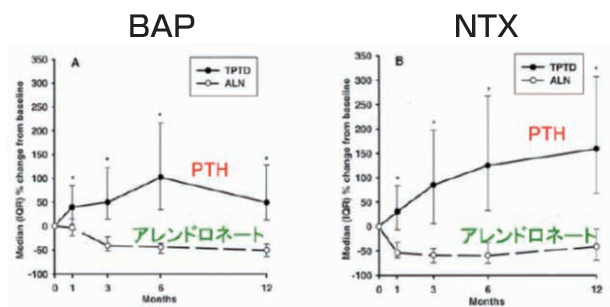 BAP
NTX
A
TPTD
ALN
Median (IQR) % change from baseline
350
300
250
200
150
100
50
0
-50
-100
*
*
*
*
PTH
アレンドロネート
0
1
3
6
12
Months
B
TPTD
ALN
Median (IQR) % change from baseline
350
300
250
200
150
100
50
0
-50
-100
*
*
*
*
PTH
アレンドロネート
0
1
3
6
12
Months